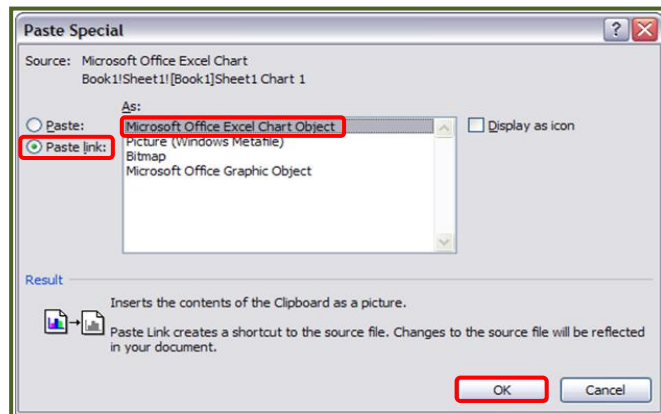 Paste Special
Source: Microsoft Office Excel Chart
Book1!Sheet1![Book1]Sheet1 Chart 1
As:
Paste:
Paste link:
Microsoft Office Excel Chart Object
Picture (Windows Metafile)
Bitmap
Microsoft Office Graphic Object
Display as icon
Result
Inserts the contents of the Clipboard as a picture.
Paste Link creates a shortcut to the source file. Changes to the source file will be reflected
in your document.
OK
Cancel